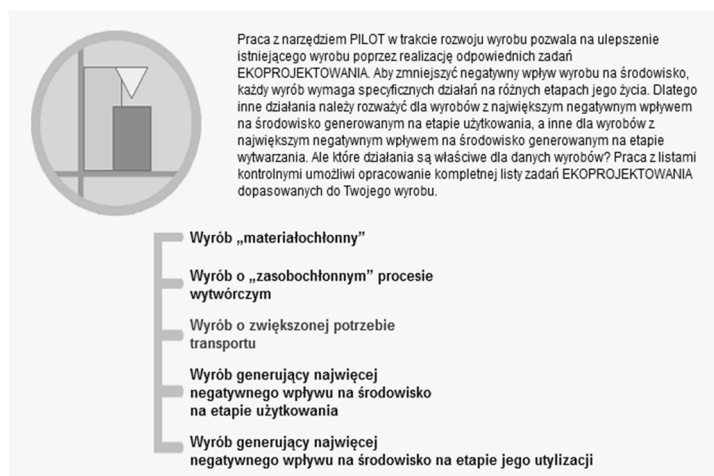 Praca z narzędziem PILOT w trakcie rozwoju wyrobu pozwala na ulepszenie
istniejącego wyrobu poprzez realizację odpowiednich zadań
EKOPROJEKTOWANIA. Aby zmniejszyć negatywny wpływ wyrobu na środowisko,
każdy wyrób wymaga specyficznych działań na różnych etapach jego życia. Dlatego
inne działania należy rozważyć dla wyrobów z największym negatywnym wpływem
na środowisko generowanym na etapie użytkowania, a inne dla wyrobów z
największym negatywnym wpływem na środowisko generowanym na etapie
wytwarzania. Ale które działania są właściwe dla danych wyrobów? Praca z listami
kontrolnymi umożliwi opracowanie kompletnej listy zadań EKOPROJEKTOWANIA
dopasowanych do Twojego wyrobu.
Wyrób „materiałochłonny”
Wyrób o „zasobochłonnym” procesie
wytwórczym
Wyrób o zwiększonej potrzebie
transportu
Wyrób generujący najwięcej
negatywnego wpływu na środowisko
na etapie użytkowania
Wyrób generujący najwięcej
negatywnego wpływu na środowisko na etapie jego utylizacji